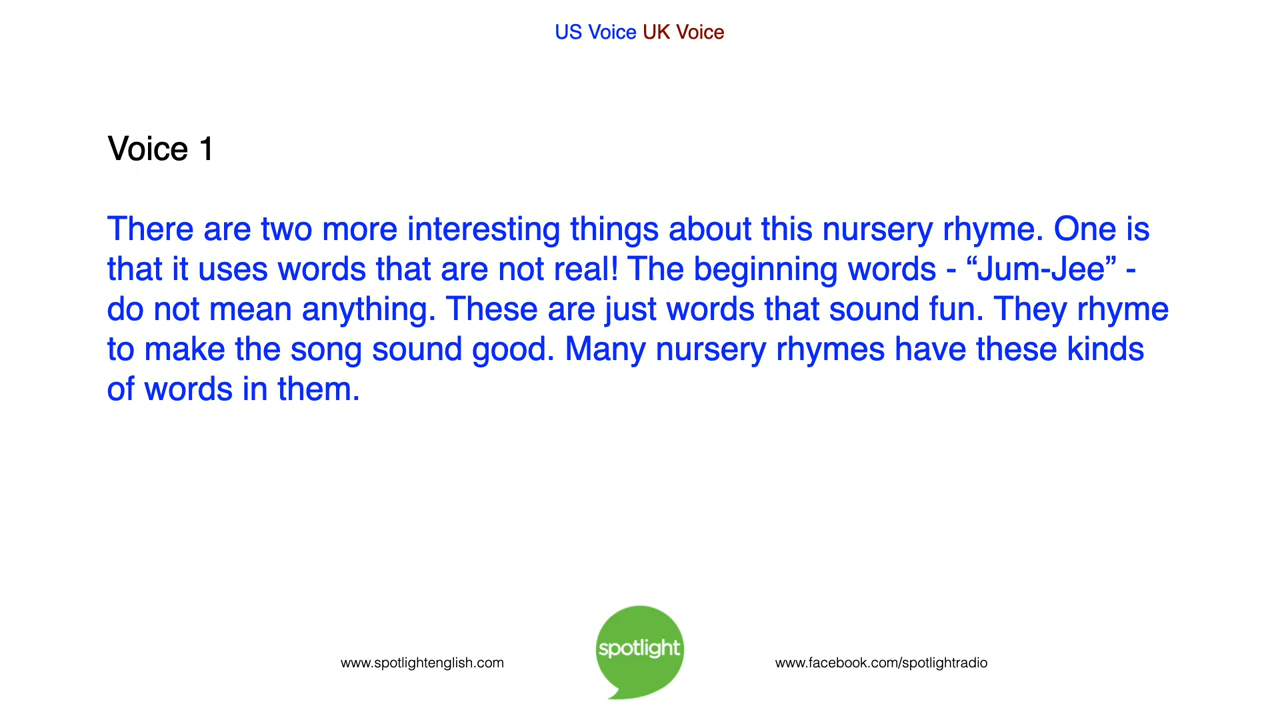 US Voice UK Voice
Voice 1
There are two more interesting things about this nursery rhyme. One is
that it uses words that are not real! The beginning words - “Jum-Jee” -
do not mean anything. These are just words that sound fun. They rhyme
to make the song sound good. Many nursery rhymes have these kinds
of words in them.
spotlight
www.spotlightenglish.com
www.facebook.com/spotlightradio